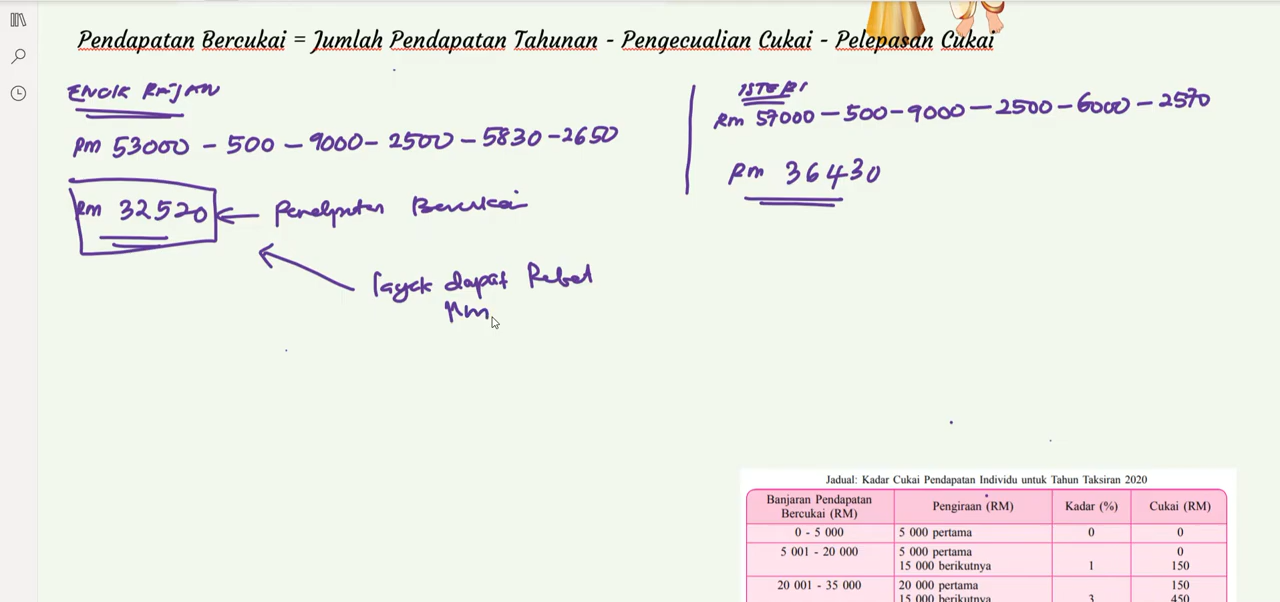 Pendapatan Bercukai = Jumlah Pendapatan Tahunan - Pengecualian Cukai - Pelepasan Cukai
ENCIK RAJAN
RM 53000 - 500 - 9000 - 2500 - 5830 - 2650
RM 32520 ← Pendapatan Bercukai
layak dapat Rebat
RM
ISTERI
RM 57000 - 500 - 9000 - 2500 - 6000 - 2570
RM 36430
Jadual: Kadar Cukai Pendapatan Individu untuk Tahun Taksiran 2020
Banjaran Pendapatan Bercukai (RM) Pengiraan (RM) Kadar (%) Cukai (RM)
0 - 5 000 5 000 pertama 0 0
5 001 - 20 000 5 000 pertama 0
15 000 berikutnya 1 150
20 001 - 35 000 20 000 pertama 150
15 000 berikutnya 3 450